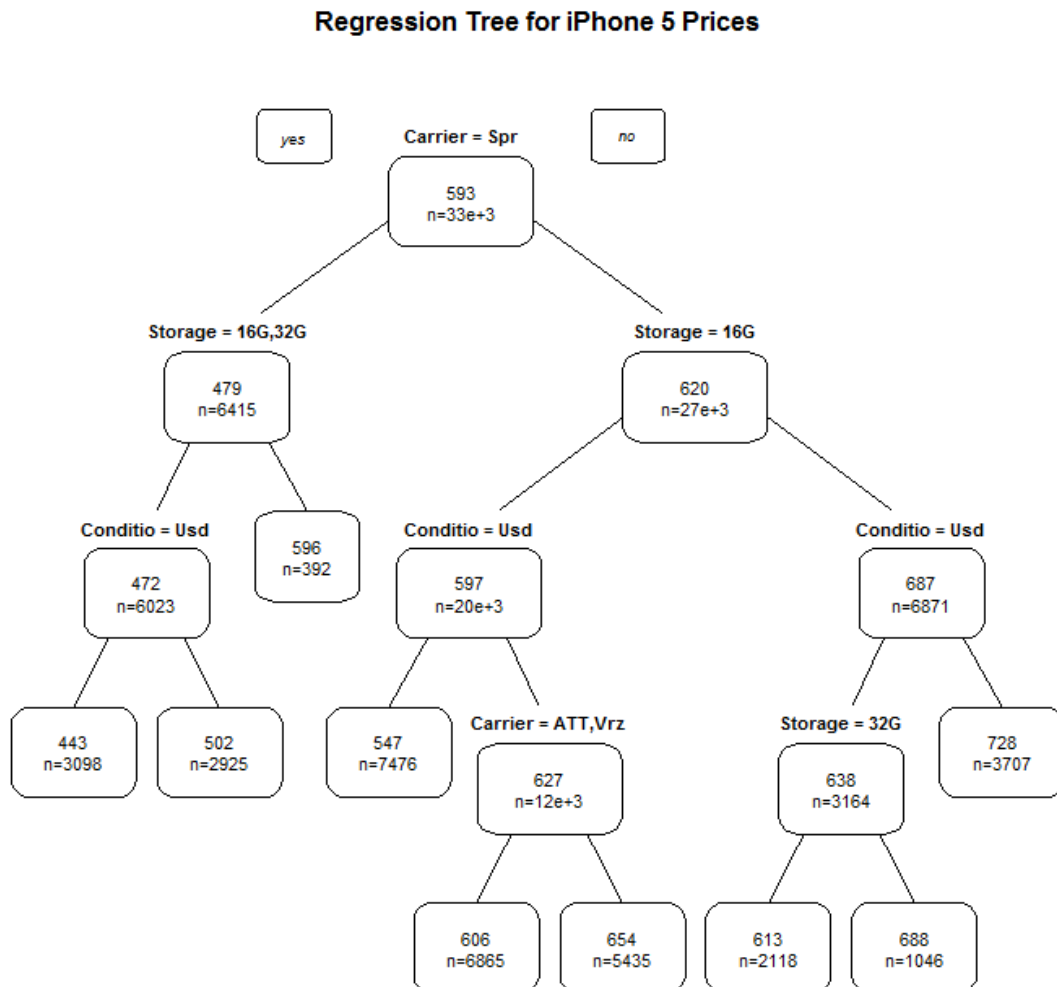 Regression Tree for iPhone 5 Prices
yes
Carrier = Spr
no
593
n=33e+3
Storage = 16G,32G
Storage = 16G
479
n=6415
620
n=27e+3
Conditio = Usd
596
n=392
Conditio = Usd
Conditio = Usd
472
n=6023
597
n=20e+3
687
n=6871
443
n=3098
502
n=2925
547
n=7476
Carrier = ATT,Vrz
Storage = 32G
728
n=3707
627
n=12e+3
638
n=3164
606
n=6865
654
n=5435
613
n=2118
688
n=1046